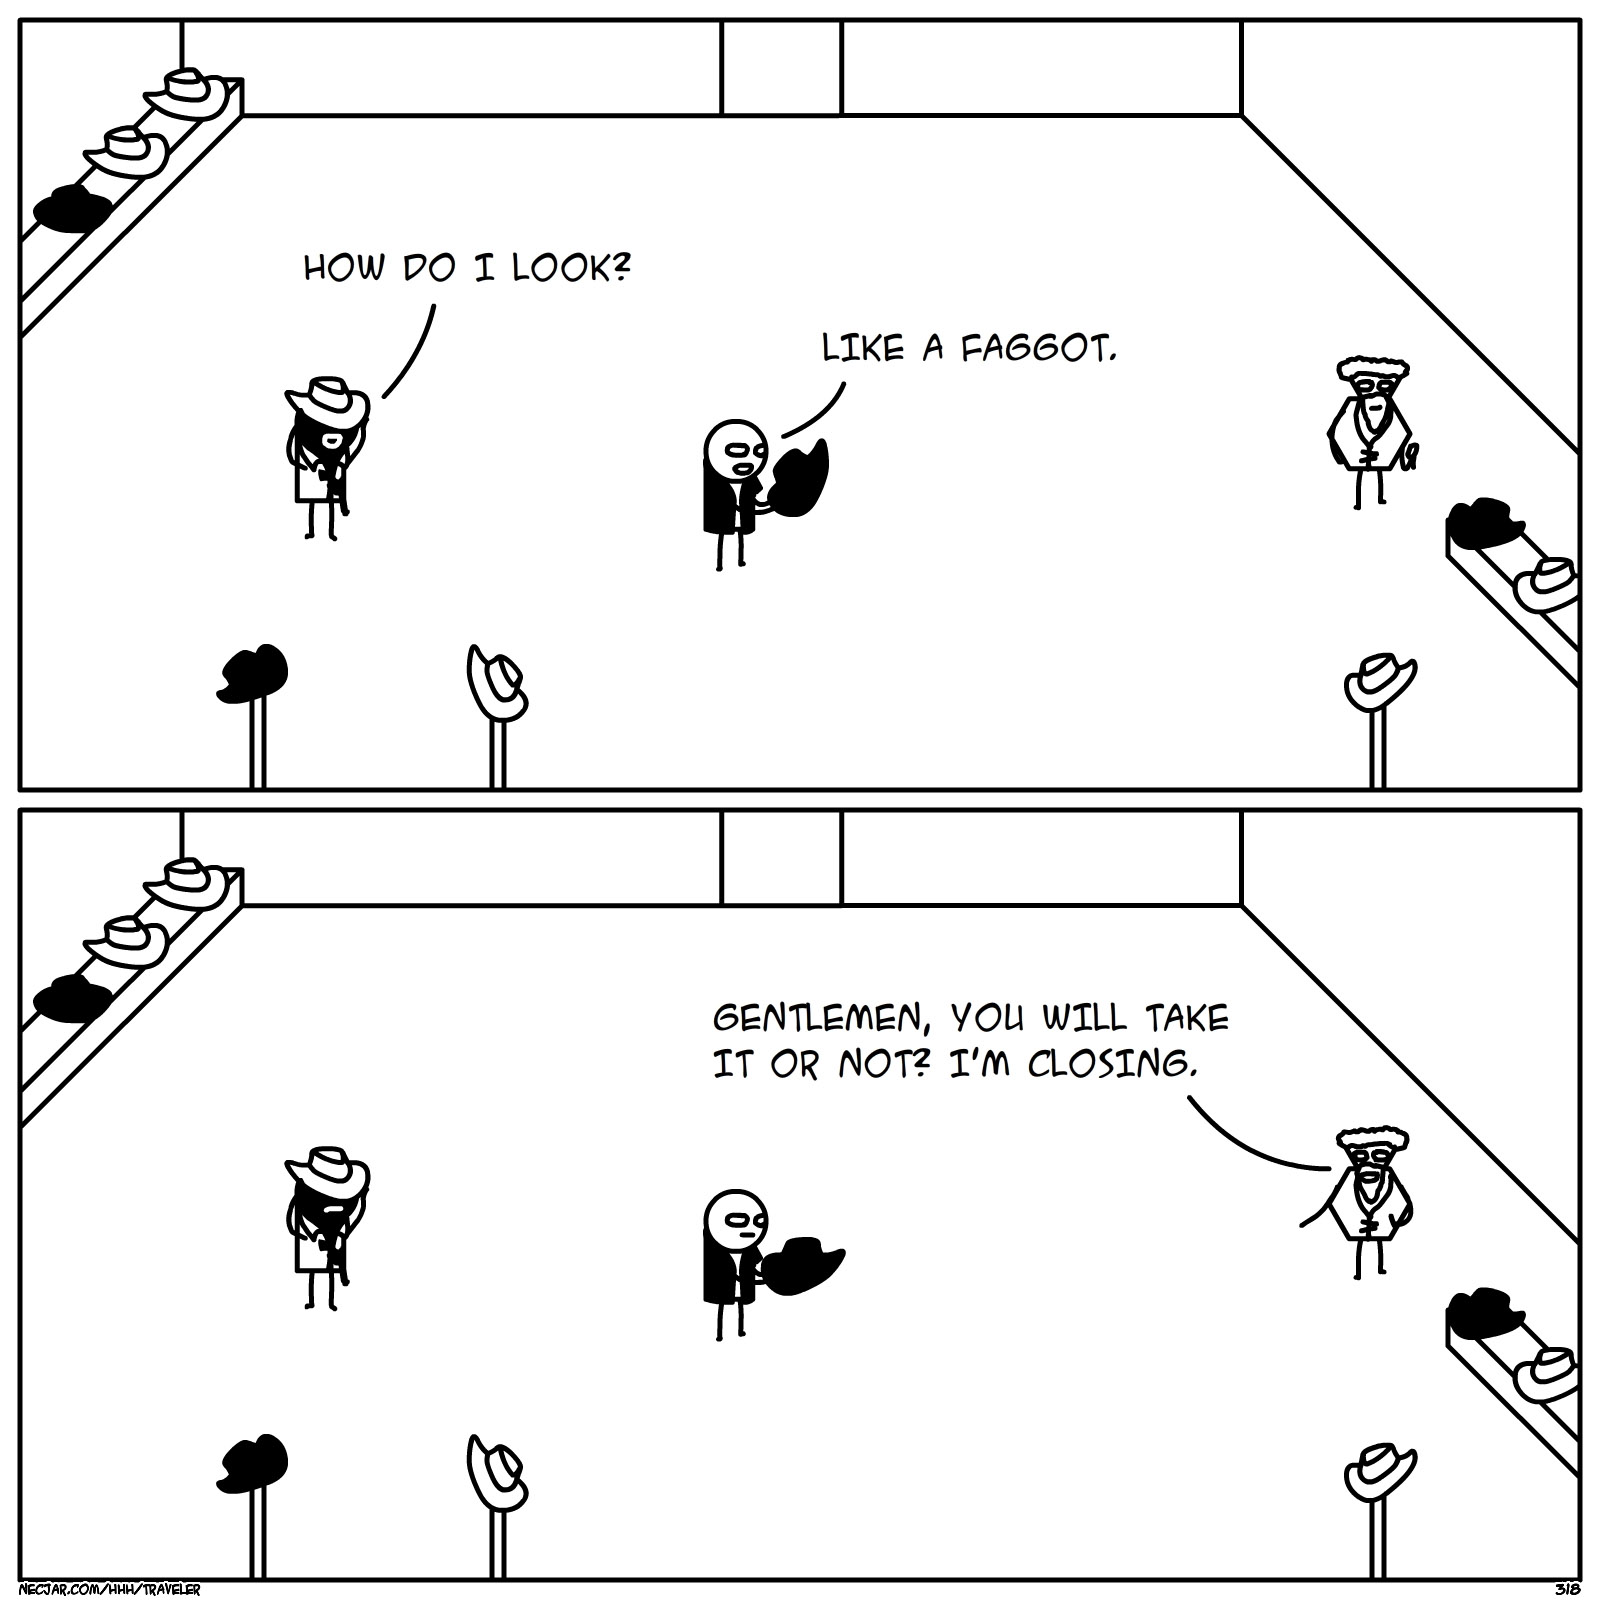 HOW DO I LOOK?
LIKE A FAGGOT.
GENTLEMEN, YOU WILL TAKE
IT OR NOT? I'M CLOSING.
NECJAR.COM/HHH/TRAVELER
318